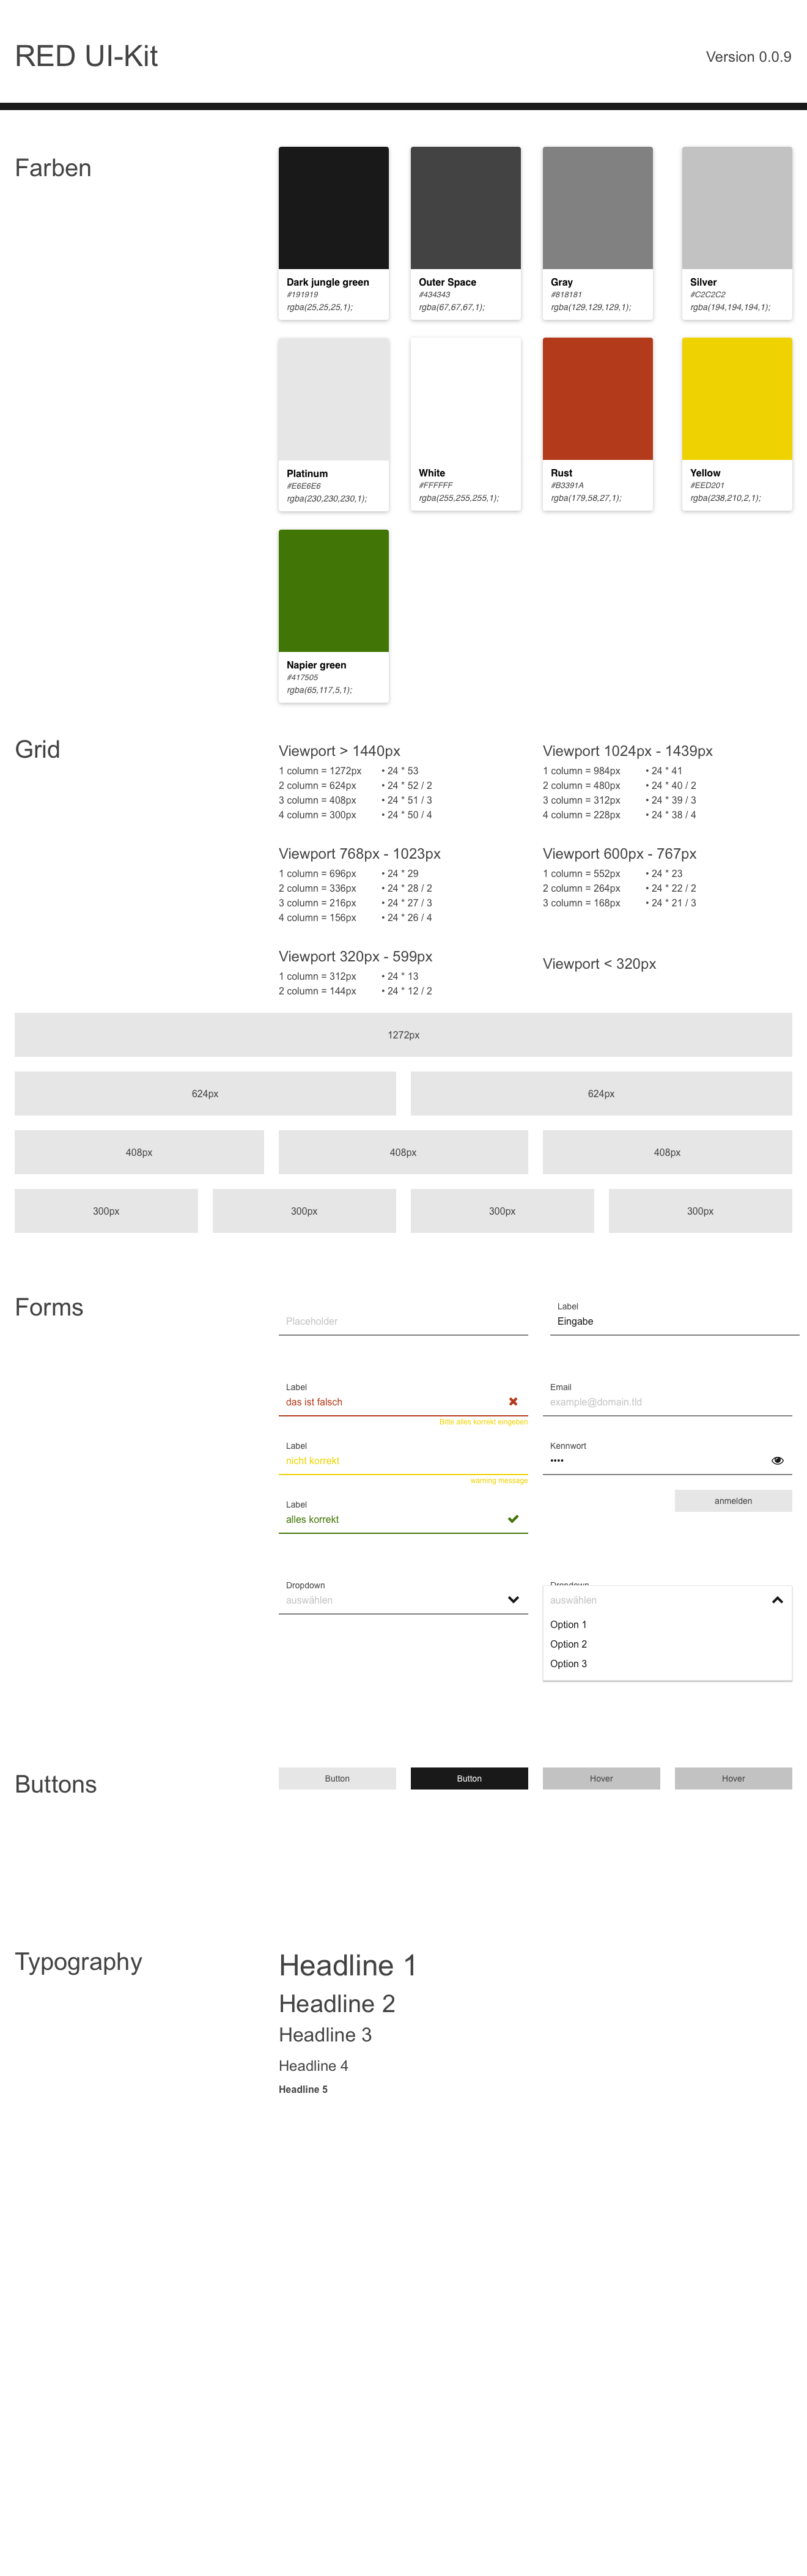 RED UI-Kit
Version 0.0.9
Farben
Dark jungle green
#191919
rgba(25,25,25,1);
Outer Space
#434343
rgba(67,67,67,1);
Gray
#818181
rgba(129,129,129,1);
Silver
#C2C2C2
rgba(194,194,194,1);
Platinum
#E6E6E6
rgba(230,230,230,1);
White
#FFFFFF
rgba(255,255,255,1);
Rust
#B3391A
rgba(179,58,27,1);
Yellow
#EED201
rgba(238,210,2,1);
Napier green
#417505
rgba(65,117,5,1);
Grid
Viewport > 1440px
1 column = 1272px • 24 * 53
2 column = 624px • 24 * 52 / 2
3 column = 408px • 24 * 51 / 3
4 column = 300px • 24 * 50 / 4
Viewport 1024px - 1439px
1 column = 984px • 24 * 41
2 column = 480px • 24 * 40 / 2
3 column = 312px • 24 * 39 / 3
4 column = 228px • 24 * 38 / 4
Viewport 768px - 1023px
1 column = 696px • 24 * 29
2 column = 336px • 24 * 28 / 2
3 column = 216px • 24 * 27 / 3
4 column = 156px • 24 * 26 / 4
Viewport 600px - 767px
1 column = 552px • 24 * 23
2 column = 264px • 24 * 22 / 2
3 column = 168px • 24 * 21 / 3
Viewport 320px - 599px
1 column = 312px • 24 * 13
2 column = 144px • 24 * 12 / 2
Viewport < 320px
1272px
624px 624px
408px 408px 408px
300px 300px 300px 300px
Forms
Placeholder
Label
Eingabe
Label
das ist falsch
Bitte alles korrekt eingeben
Email
example@domain.tld
Label
nicht korrekt
warning message
Kennwort
••••
anmelden
Label
alles korrekt
Dropdown
auswählen
Dropdown
auswählen
Option 1
Option 2
Option 3
Buttons
Button Button Hover Hover
Typography
Headline 1
Headline 2
Headline 3
Headline 4
Headline 5